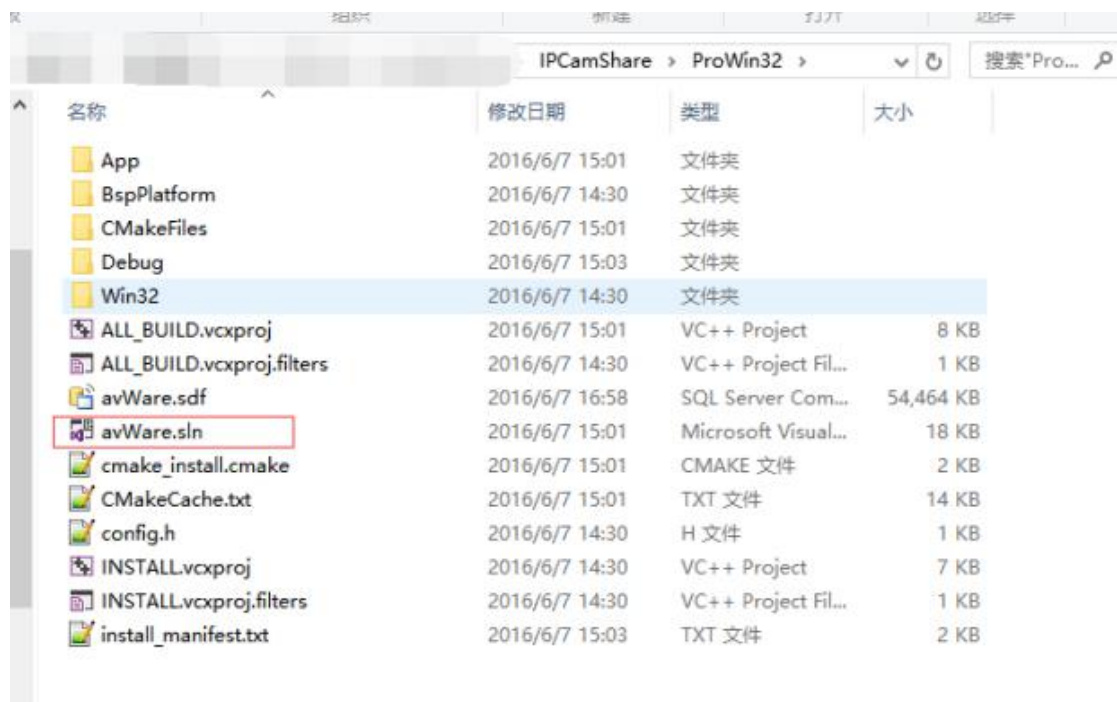 组织 新建 打开 选择
IPCamShare > ProWin32 > 搜索"Pro...
名称 修改日期 类型 大小
App 2016/6/7 15:01 文件夹
BspPlatform 2016/6/7 14:30 文件夹
CMakeFiles 2016/6/7 15:01 文件夹
Debug 2016/6/7 15:03 文件夹
Win32 2016/6/7 14:30 文件夹
ALL_BUILD.vcxproj 2016/6/7 15:01 VC++ Project 8 KB
ALL_BUILD.vcxproj.filters 2016/6/7 14:30 VC++ Project Fil... 1 KB
avWare.sdf 2016/6/7 16:58 SQL Server Com... 54,464 KB
avWare.sln 2016/6/7 15:01 Microsoft Visual... 18 KB
cmake_install.cmake 2016/6/7 15:01 CMAKE 文件 2 KB
CMakeCache.txt 2016/6/7 15:01 TXT 文件 14 KB
config.h 2016/6/7 14:30 H 文件 1 KB
INSTALL.vcxproj 2016/6/7 14:30 VC++ Project 7 KB
INSTALL.vcxproj.filters 2016/6/7 14:30 VC++ Project Fil... 1 KB
install_manifest.txt 2016/6/7 15:03 TXT 文件 2 KB